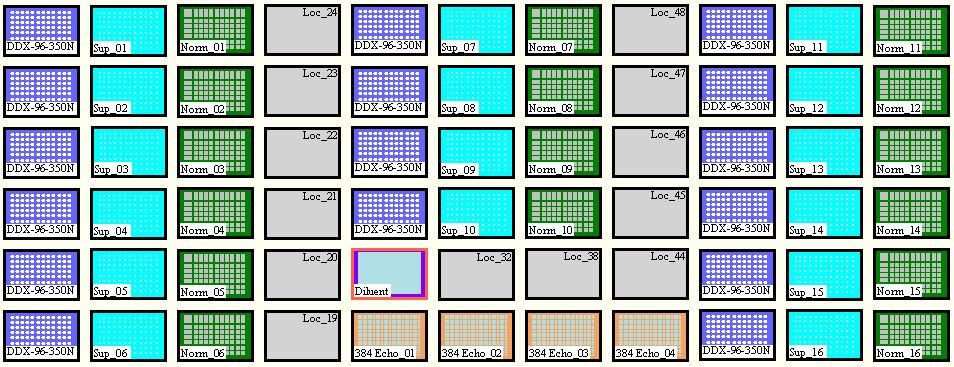 DDX-96-350N Sup_01 Norm_01 Loc_24 DDX-96-350N Sup_07 Norm_07 Loc_48 DDX-96-350N Sup_11 Norm_11
DDX-96-350N Sup_02 Norm_02 Loc_23 DDX-96-350N Sup_08 Norm_08 Loc_47 DDX-96-350N Sup_12 Norm_12
DDX-96-350N Sup_03 Norm_03 Loc_22 DDX-96-350N Sup_09 Norm_09 Loc_46 DDX-96-350N Sup_13 Norm_13
DDX-96-350N Sup_04 Norm_04 Loc_21 DDX-96-350N Sup_10 Norm_10 Loc_45 DDX-96-350N Sup_14 Norm_14
DDX-96-350N Sup_05 Norm_05 Loc_20 Diluent Loc_32 Loc_38 Loc_44 DDX-96-350N Sup_15 Norm_15
DDX-96-350N Sup_06 Norm_06 Loc_19 384 Echo_01 384 Echo_02 384 Echo_03 384 Echo_04 DDX-96-350N Sup_16 Norm_16